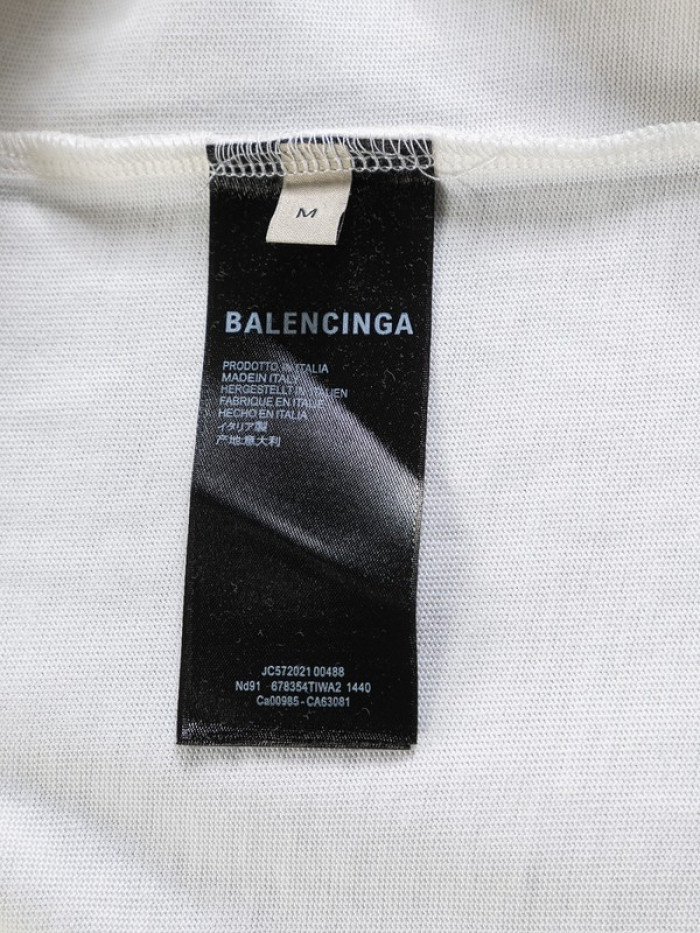 M
BALENCINGA
PRODOTTO IN ITALIA
MADE IN ITALY
HERGESTELLT ITALIEN
FABRIQUE EN ITALIE
HECHO EN ITALIA
イタリア製
产地:意大利
JC572021 00488
Nd91 678354TIWA2 1440
Ca00985-CA63081